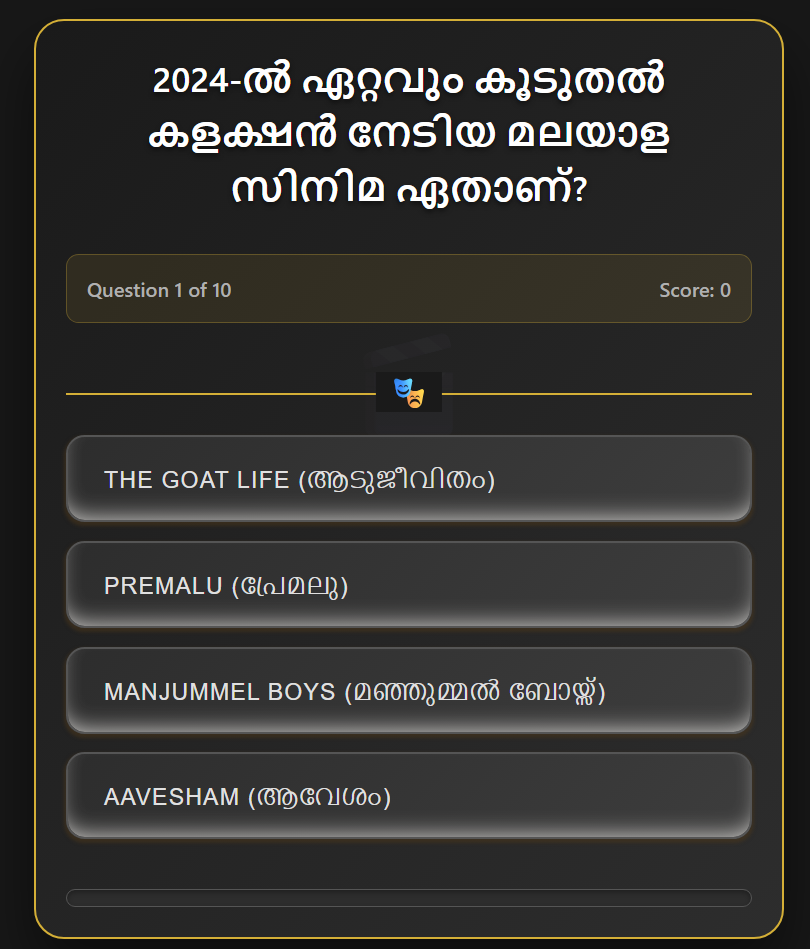 2024-ൽ ഏറ്റവും കൂടുതൽ
കളക്ഷൻ നേടിയ മലയാള
സിനിമ ഏതാണ്?
Question 1 of 10
Score: 0
THE GOAT LIFE (ആടുജീവിതം)
PREMALU (പ്രേമലു)
MANJUMMEL BOYS (മഞ്ഞുമ്മൽ ബോയ്സ്)
AAVESHAM (ആവേശം)